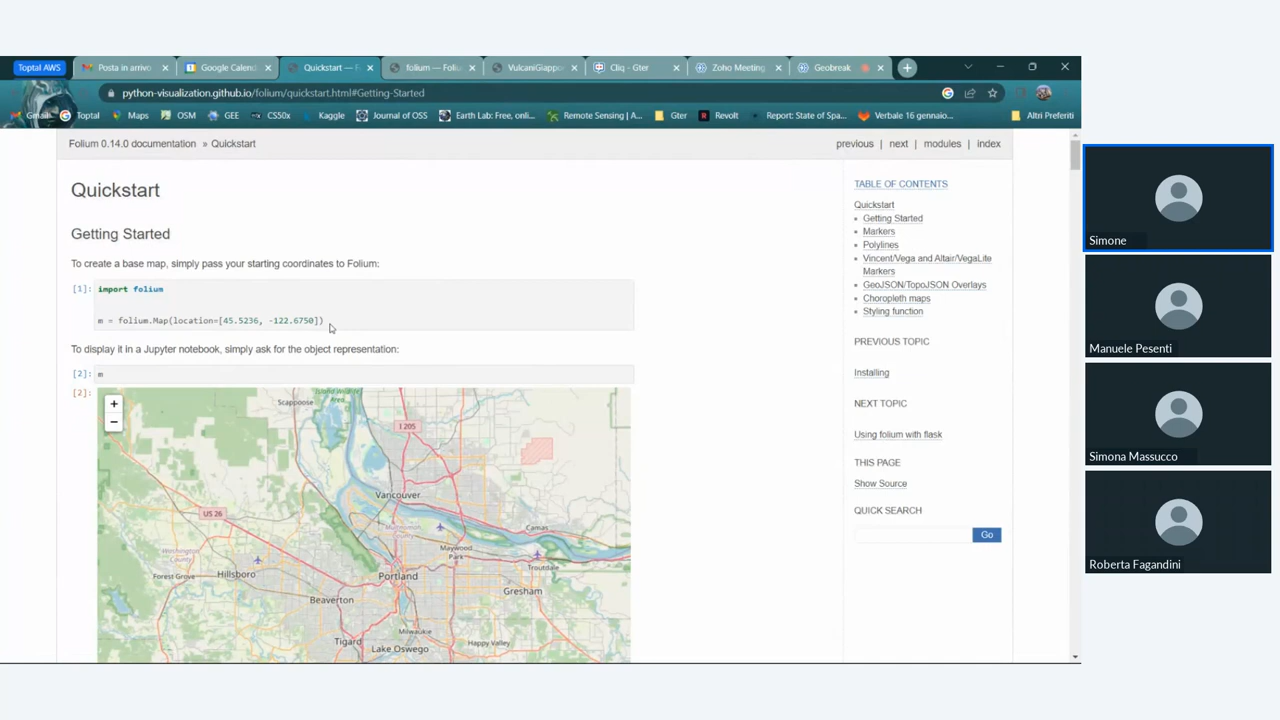 Toptal AWS
Posta in arrivo
Google Calend
Quickstart — F
folium — Foliu
VulcaniGiappo
Cliq - Gter
Zoho Meeting
Geobreak
python-visualization.github.io/folium/quickstart.html#Getting-Started
Gmail
Toptal
Maps
OSM
GEE
CS50x
Kaggle
Journal of OSS
Earth Lab: Free, onli...
Remote Sensing | A...
Gter
Revolt
Report: State of Spa...
Verbale 16 gennaio...
Altri Preferiti
Folium 0.14.0 documentation » Quickstart
previous | next | modules | index
Quickstart
Getting Started
To create a base map, simply pass your starting coordinates to Folium:
[1]: import folium
m = folium.Map(location=[45.5236, -122.6750])
To display it in a Jupyter notebook, simply ask for the object representation:
[2]: m
[2]:
+
−
Scappoose
I 205
Vancouver
US 26
Camas
Maywood
Park
Troutdale
Forest Grove
Hillsboro
Portland
Gresham
Beaverton
Milwaukie
Happy Valley
Tigard
Lake Oswego
TABLE OF CONTENTS
Quickstart
Getting Started
Markers
Polylines
Vincent/Vega and Altair/VegaLite
Markers
GeoJSON/TopoJSON Overlays
Choropleth maps
Styling function
PREVIOUS TOPIC
Installing
NEXT TOPIC
Using folium with flask
THIS PAGE
Show Source
QUICK SEARCH
Go
Simone
Manuele Pesenti
Simona Massucco
Roberta Fagandini